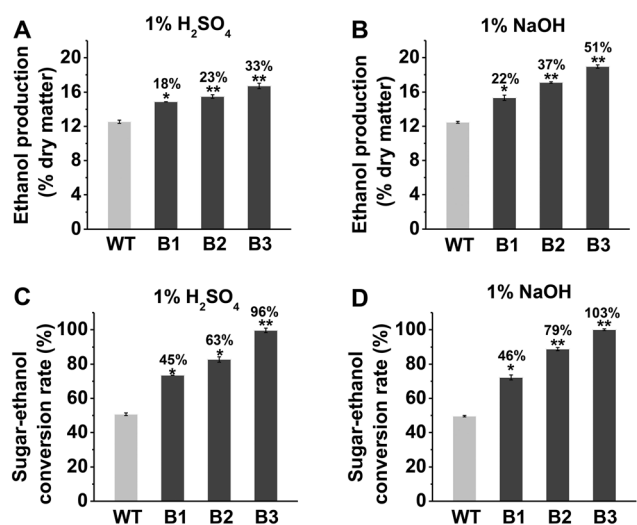 A
1% H₂SO₄
Ethanol production
(% dry matter)
20
16
12
8
4
0
18%
*
23%
**
33%
**
WT B1 B2 B3
B
1% NaOH
Ethanol production
(% dry matter)
20
16
12
8
4
0
22%
*
37%
**
51%
**
WT B1 B2 B3
C
1% H₂SO₄
Sugar-ethanol
conversion rate (%)
100
80
60
40
20
0
45%
*
63%
*
96%
**
WT B1 B2 B3
D
1% NaOH
Sugar-ethanol
conversion rate (%)
100
80
60
40
20
0
46%
*
79%
**
103%
**
WT B1 B2 B3